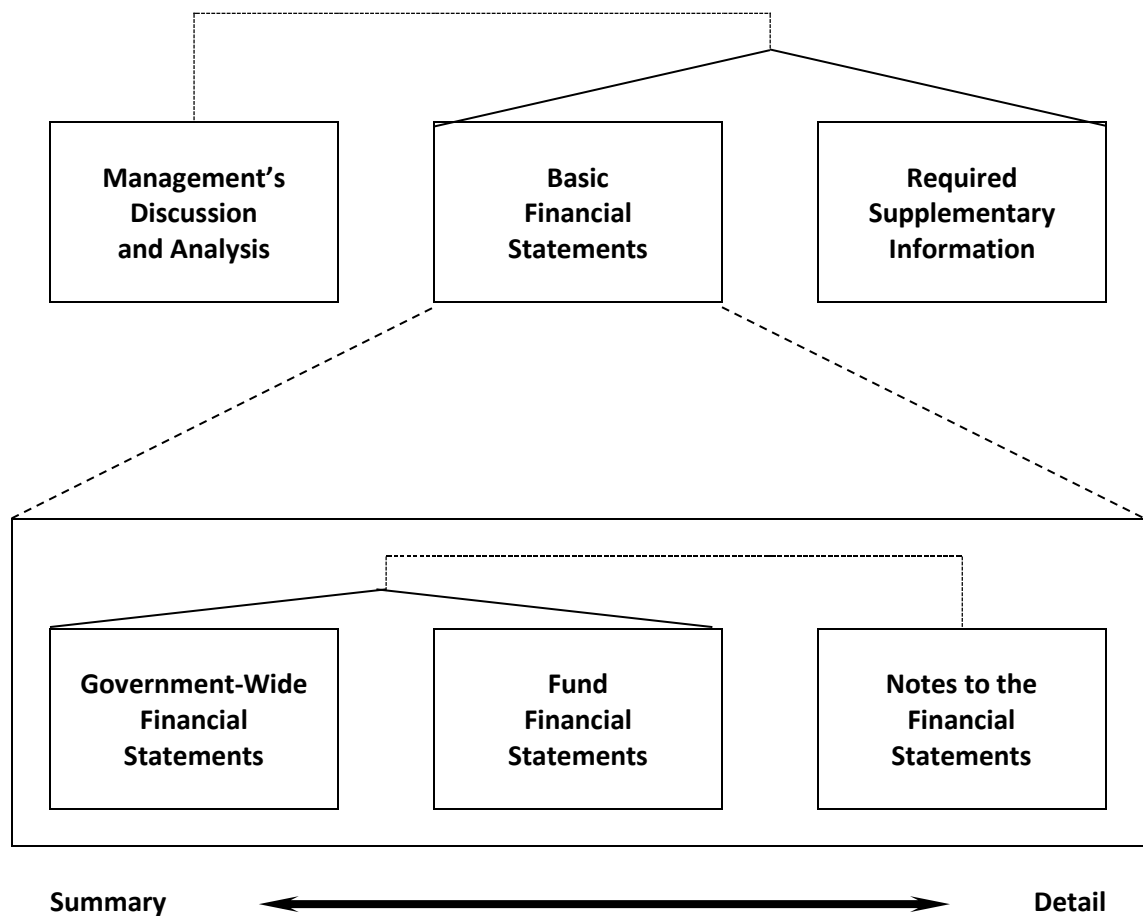 Management’s
Discussion
and Analysis
Basic
Financial
Statements
Required
Supplementary
Information
Government-Wide
Financial
Statements
Fund
Financial
Statements
Notes to the
Financial
Statements
Summary
Detail